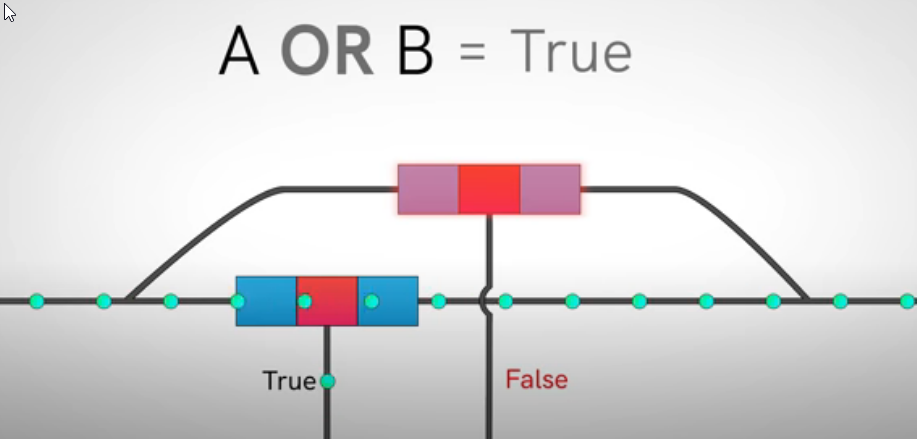 A OR B = True
True
False